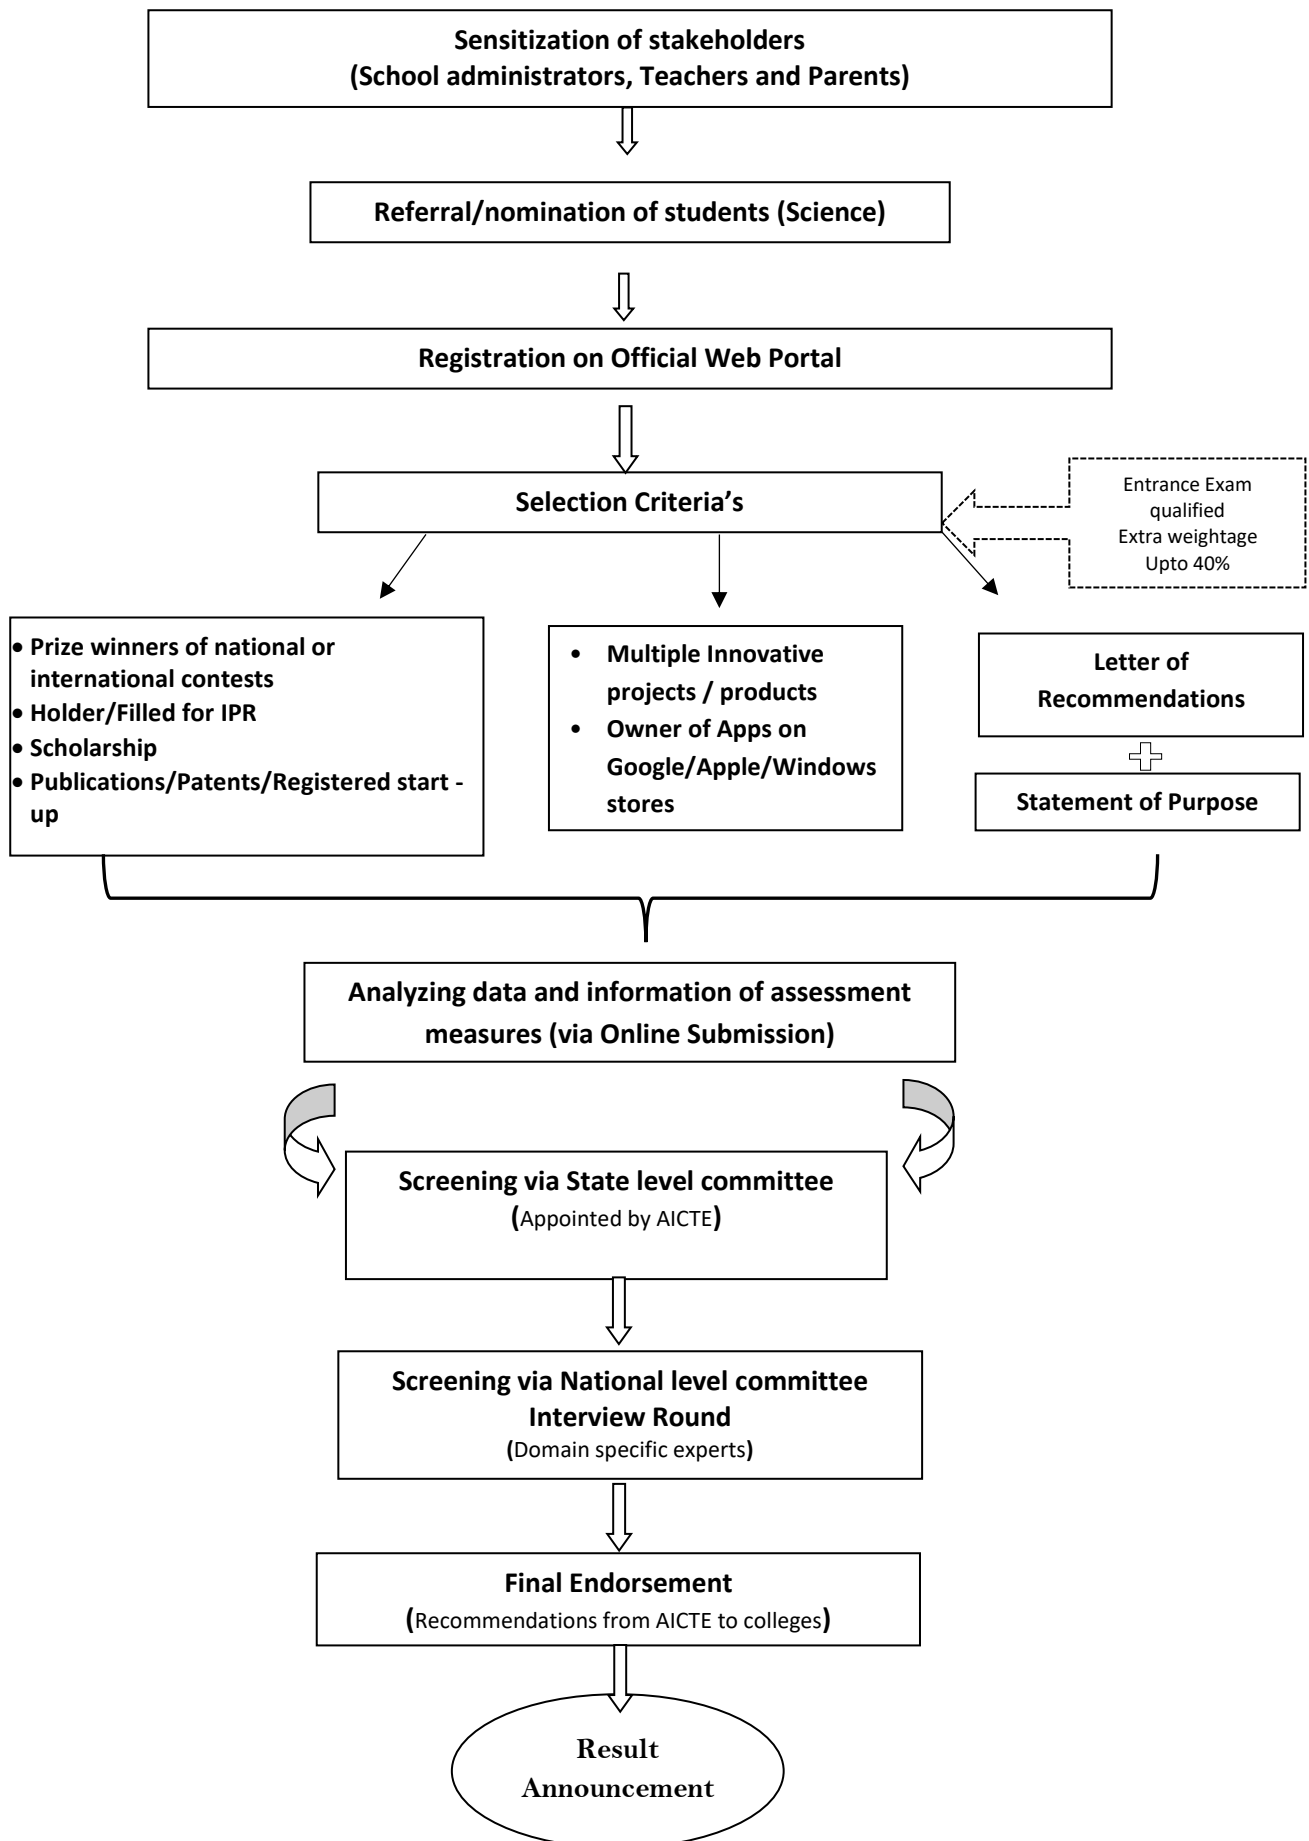 Sensitization of stakeholders
(School administrators, Teachers and Parents)
Referral/nomination of students (Science)
Registration on Official Web Portal
Selection Criteria's
Entrance Exam
qualified
Extra weightage
Upto 40%
• Prize winners of national or
international contests
• Holder/Filled for IPR
• Scholarship
• Publications/Patents/Registered start -
up
• Multiple Innovative
projects / products
• Owner of Apps on
Google/Apple/Windows
stores
Letter of
Recommendations
Statement of Purpose
Analyzing data and information of assessment
measures (via Online Submission)
Screening via State level committee
(Appointed by AICTE)
Screening via National level committee
Interview Round
(Domain specific experts)
Final Endorsement
(Recommendations from AICTE to colleges)
Result
Announcement